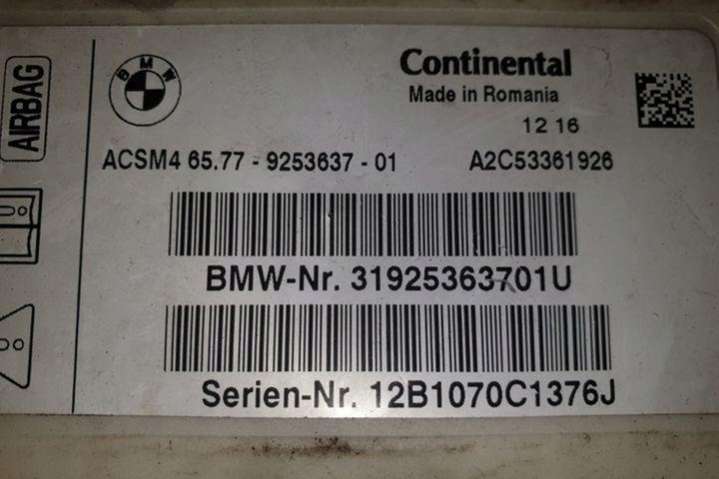 AIRBAG
BMW
Continental
Made in Romania
12 16
ACSM4 65.77 - 9253637 - 01 A2C53361926
BMW-Nr. 31925363701U
Serien-Nr. 12B1070C1376J